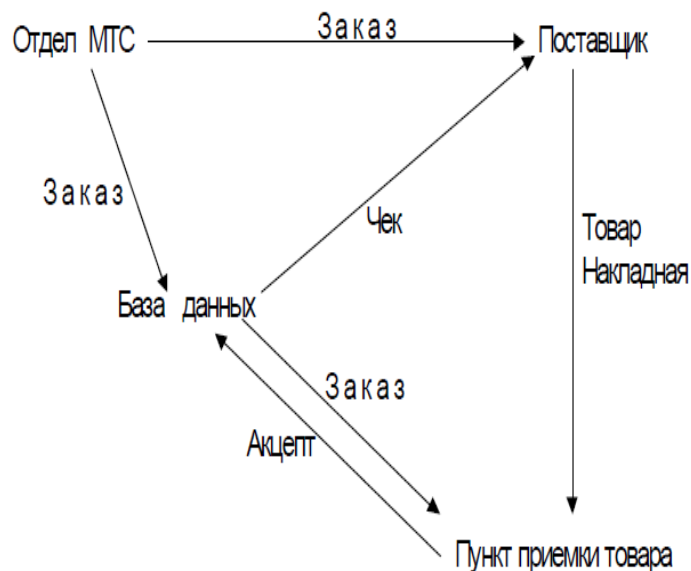 Отдел МТС
Заказ
Поставщик
Заказ
Чек
Товар
Накладная
База данных
Заказ
Акцепт
Пункт приемки товара